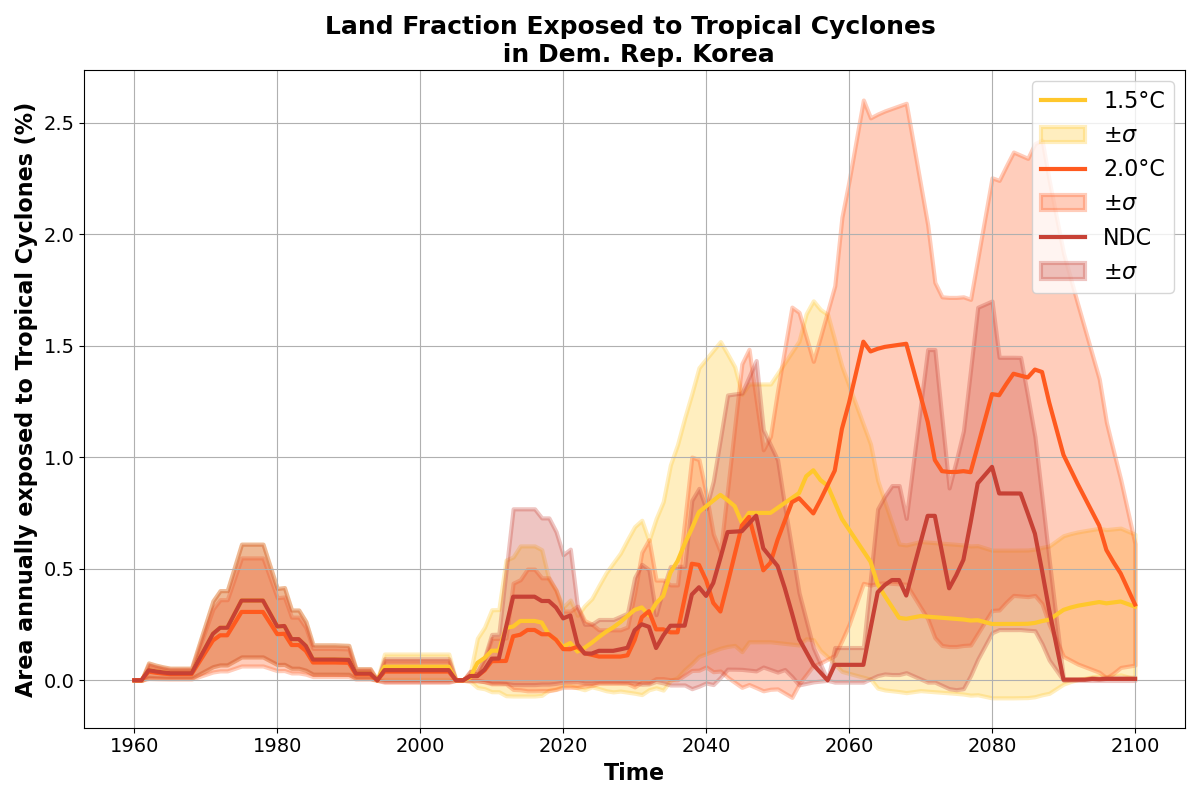 Land Fraction Exposed to Tropical Cyclones
in Dem. Rep. Korea
Area annually exposed to Tropical Cyclones (%)
2.5
2.0
1.5
1.0
0.5
0.0
1.5°C
±σ
2.0°C
±σ
NDC
±σ
1960
1980
2000
2020
2040
2060
2080
2100
Time